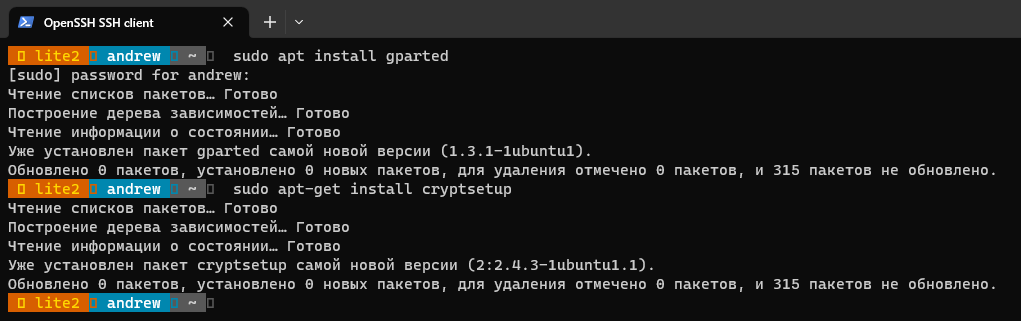 OpenSSH SSH client
lite2 andrew ~ sudo apt install gparted
[sudo] password for andrew:
Чтение списков пакетов… Готово
Построение дерева зависимостей… Готово
Чтение информации о состоянии… Готово
Уже установлен пакет gparted самой новой версии (1.3.1-1ubuntu1).
Обновлено 0 пакетов, установлено 0 новых пакетов, для удаления отмечено 0 пакетов, и 315 пакетов не обновлено.
lite2 andrew ~ sudo apt-get install cryptsetup
Чтение списков пакетов… Готово
Построение дерева зависимостей… Готово
Чтение информации о состоянии… Готово
Уже установлен пакет cryptsetup самой новой версии (2:2.4.3-1ubuntu1.1).
Обновлено 0 пакетов, установлено 0 новых пакетов, для удаления отмечено 0 пакетов, и 315 пакетов не обновлено.
lite2 andrew ~